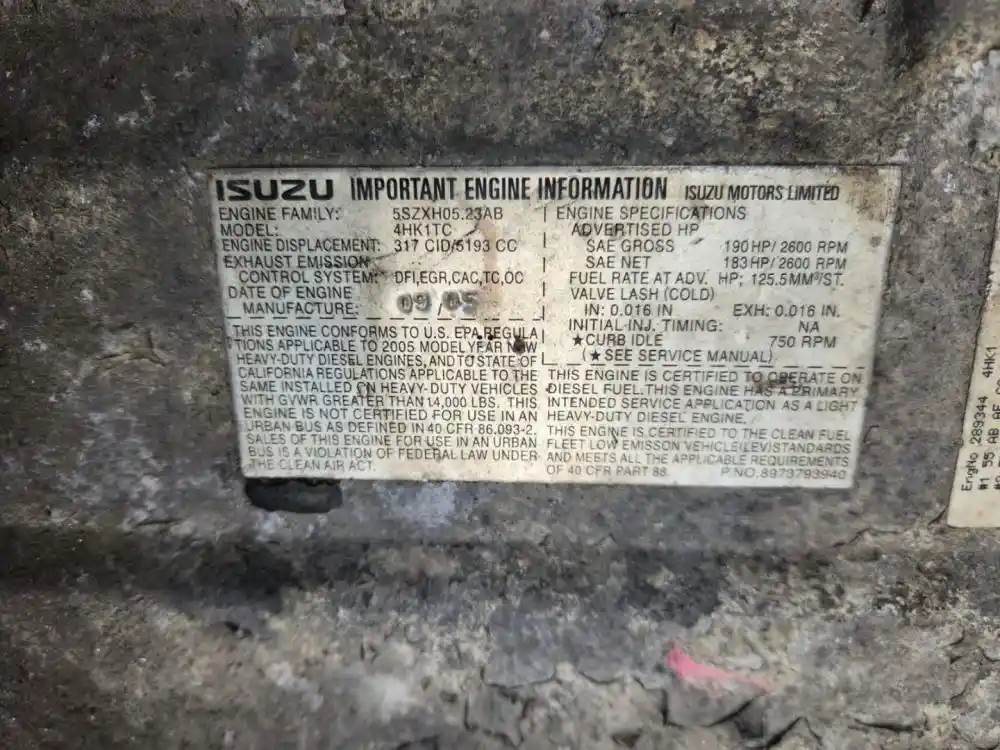 ISUZU IMPORTANT ENGINE INFORMATION ISUZU MOTORS LIMITED
ENGINE FAMILY: 5SZXH05.23AB
MODEL: 4HK1TC
ENGINE DISPLACEMENT: 317 CID/5193 CC
EXHAUST EMISSION
CONTROL SYSTEM: DFI,EGR,CAC,TC,OC
DATE OF ENGINE
MANUFACTURE: 09/05
THIS ENGINE CONFORMS TO U.S. EPA REGULA
TIONS APPLICABLE TO 2005 MODEL YEAR NEW
HEAVY-DUTY DIESEL ENGINES, AND TO STATE OF
CALIFORNIA REGULATIONS APPLICABLE TO THE
SAME INSTALLED ON HEAVY-DUTY VEHICLES
WITH GVWR GREATER THAN 14,000 LBS. THIS
ENGINE IS NOT CERTIFIED FOR USE IN AN
URBAN BUS AS DEFINED IN 40 CFR 86.093-2.
SALES OF THIS ENGINE FOR USE IN AN URBAN
BUS IS A VIOLATION OF FEDERAL LAW UNDER
THE CLEAN AIR ACT.
ENGINE SPECIFICATIONS
ADVERTISED HP
SAE GROSS 190 HP/2600 RPM
SAE NET 183 HP/2600 RPM
FUEL RATE AT ADV. HP; 125.5MM³/ST.
VALVE LASH (COLD)
IN: 0.016 IN EXH: 0.016 IN.
INITIAL INJ. TIMING: NA
★CURB IDLE 750 RPM
(★SEE SERVICE MANUAL)
THIS ENGINE IS CERTIFIED TO OPERATE ON
DIESEL FUEL. THIS ENGINE HAS A PRIMARY
INTENDED SERVICE APPLICATION AS A LIGHT
HEAVY-DUTY DIESEL ENGINE.
THIS ENGINE IS CERTIFIED TO THE CLEAN FUEL
FLEET LOW EMISSION VEHICLE(LEV)STANDARDS
AND MEETS ALL THE APPLICABLE REQUIREMENTS
OF 40 CFR PART 88. P NO.8973793940
EngNo 289344 4HK1
#1 55 AB AF